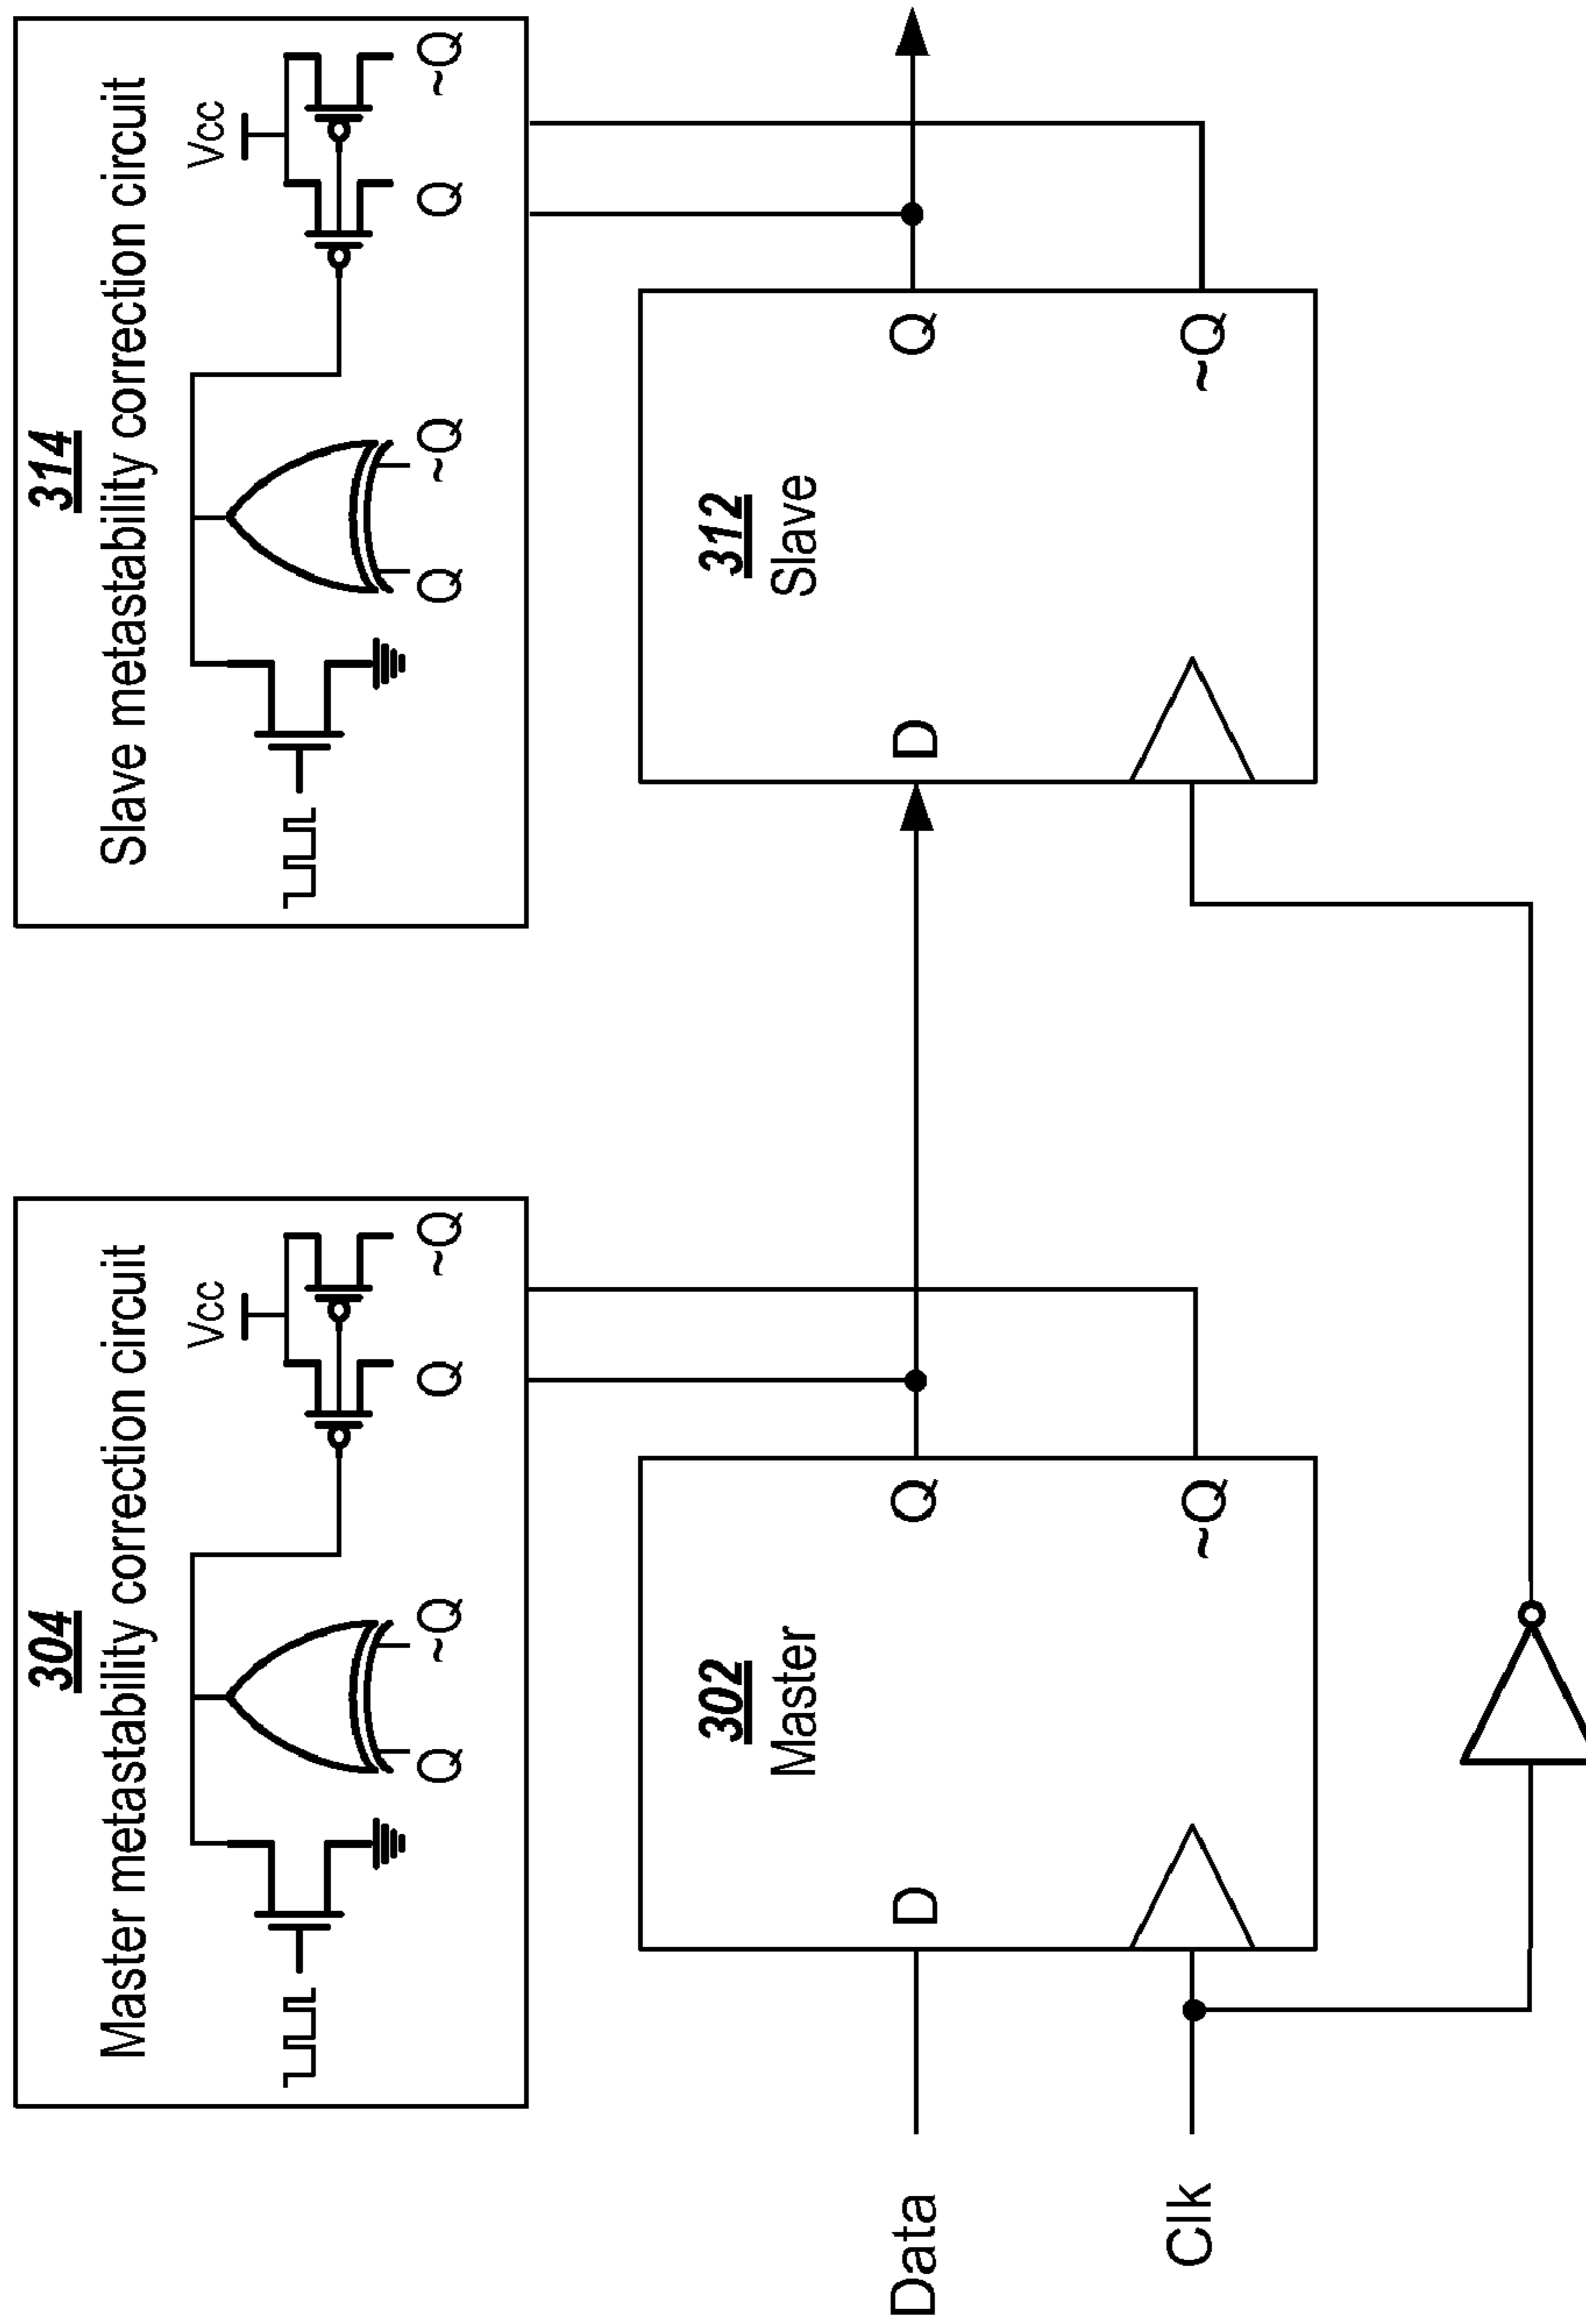 304
Master metastability correction circuit
Vcc
Q ~Q Q ~Q
314
Slave metastability correction circuit
Vcc
Q ~Q Q ~Q
302
Master
D Q
~Q
312
Slave
D Q
~Q
Data
Clk